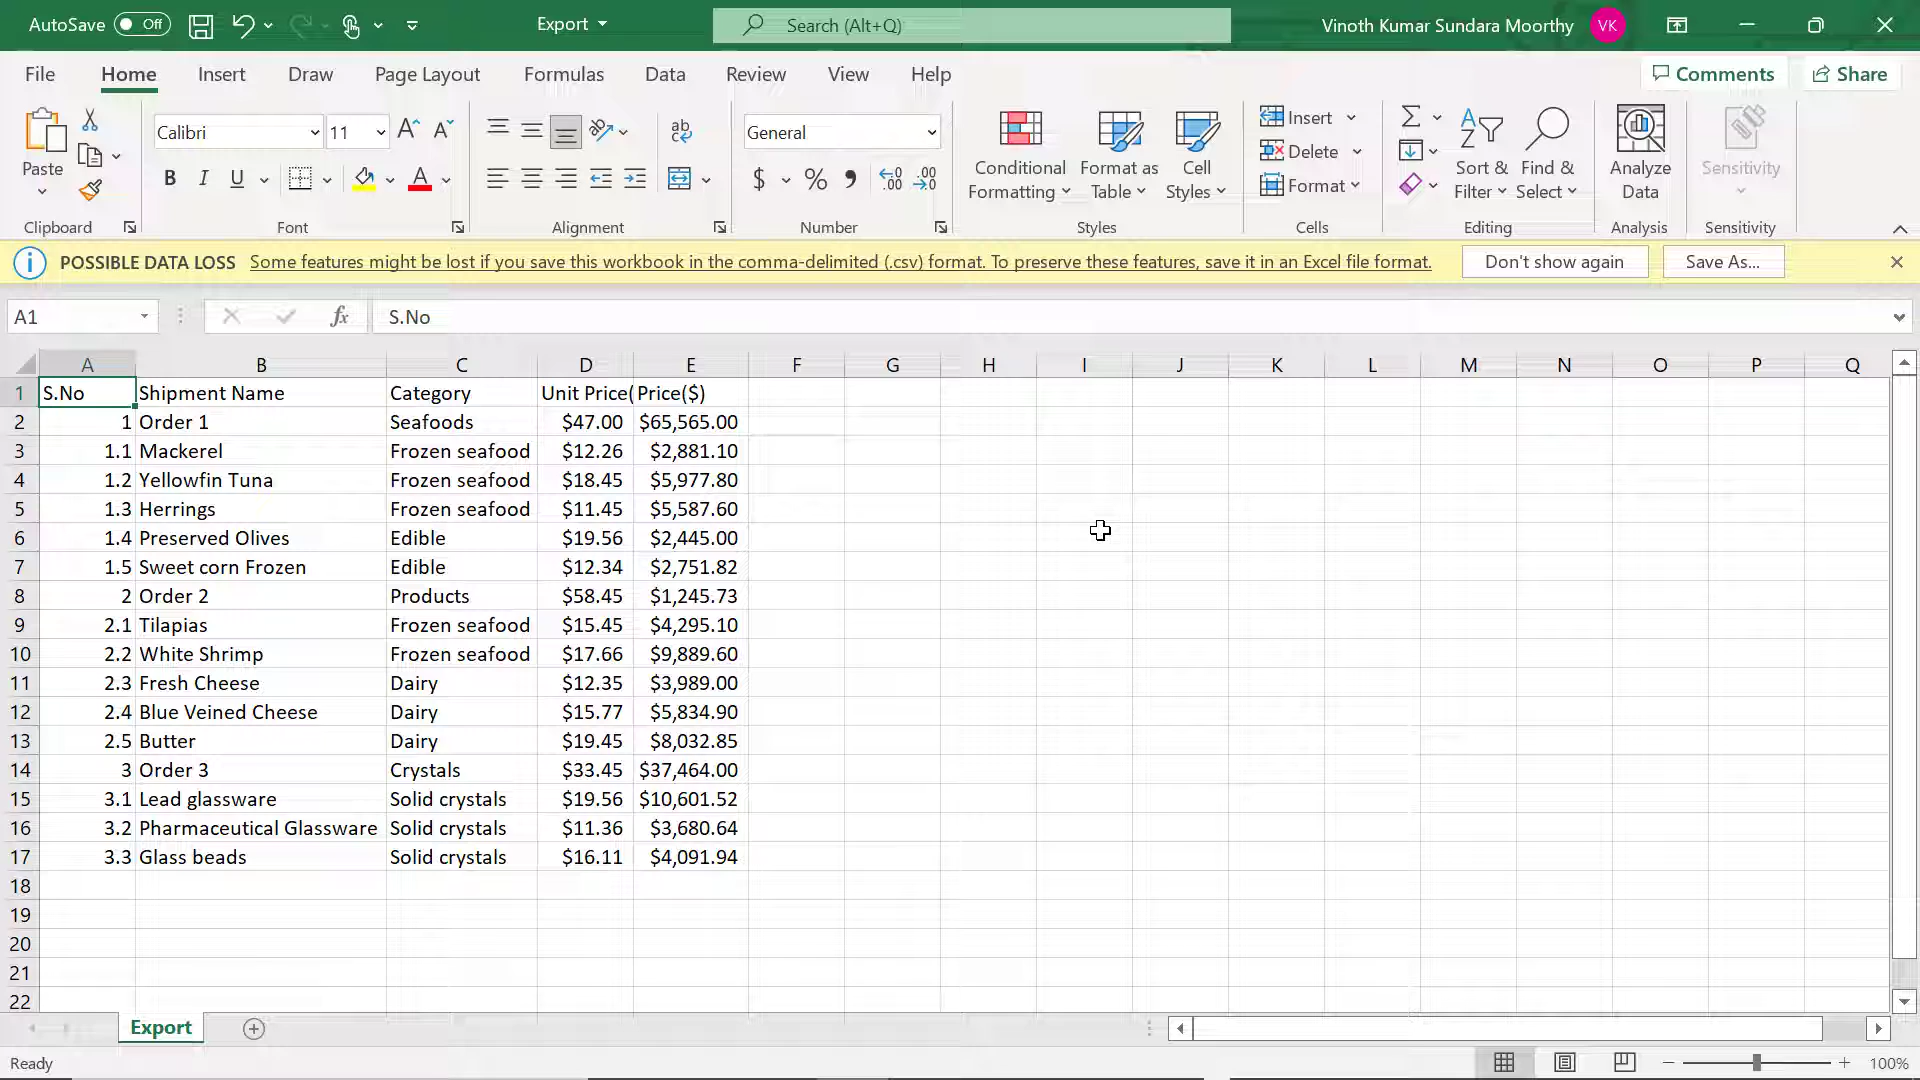 AutoSave Off Export Search (Alt+Q) Vinoth Kumar Sundara Moorthy VK
File Home Insert Draw Page Layout Formulas Data Review View Help Comments Share
Calibri 11 General
Paste
B I U
$ %
Conditional Formatting
Format as Table
Cell Styles
Insert
Delete
Format
Sort & Filter
Find & Select
Analyze Data
Sensitivity
Clipboard Font Alignment Number Styles Cells Editing Analysis Sensitivity
POSSIBLE DATA LOSS Some features might be lost if you save this workbook in the comma-delimited (.csv) format. To preserve these features, save it in an Excel file format. Don't show again Save As...
A1 fx S.No
A B C D E F G H I J K L M N O P Q
1 S.No Shipment Name Category Unit Price( Price($)
2 1 Order 1 Seafoods $47.00 $65,565.00
3 1.1 Mackerel Frozen seafood $12.26 $2,881.10
4 1.2 Yellowfin Tuna Frozen seafood $18.45 $5,977.80
5 1.3 Herrings Frozen seafood $11.45 $5,587.60
6 1.4 Preserved Olives Edible $19.56 $2,445.00
7 1.5 Sweet corn Frozen Edible $12.34 $2,751.82
8 2 Order 2 Products $58.45 $1,245.73
9 2.1 Tilapias Frozen seafood $15.45 $4,295.10
10 2.2 White Shrimp Frozen seafood $17.66 $9,889.60
11 2.3 Fresh Cheese Dairy $12.35 $3,989.00
12 2.4 Blue Veined Cheese Dairy $15.77 $5,834.90
13 2.5 Butter Dairy $19.45 $8,032.85
14 3 Order 3 Crystals $33.45 $37,464.00
15 3.1 Lead glassware Solid crystals $19.56 $10,601.52
16 3.2 Pharmaceutical Glassware Solid crystals $11.36 $3,680.64
17 3.3 Glass beads Solid crystals $16.11 $4,091.94
18
19
20
21
22
Export
Ready 100%